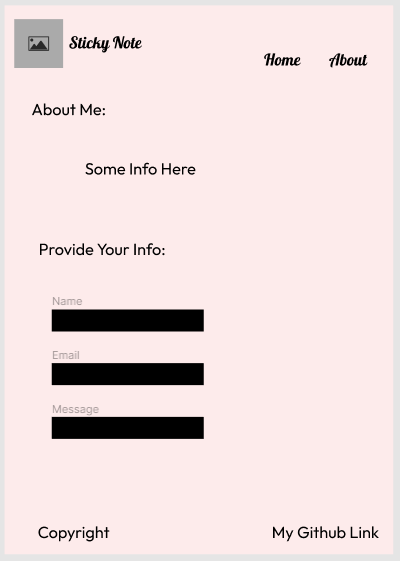 Sticky Note
Home About
About Me:
Some Info Here
Provide Your Info:
Name
Email
Message
Copyright My Github Link